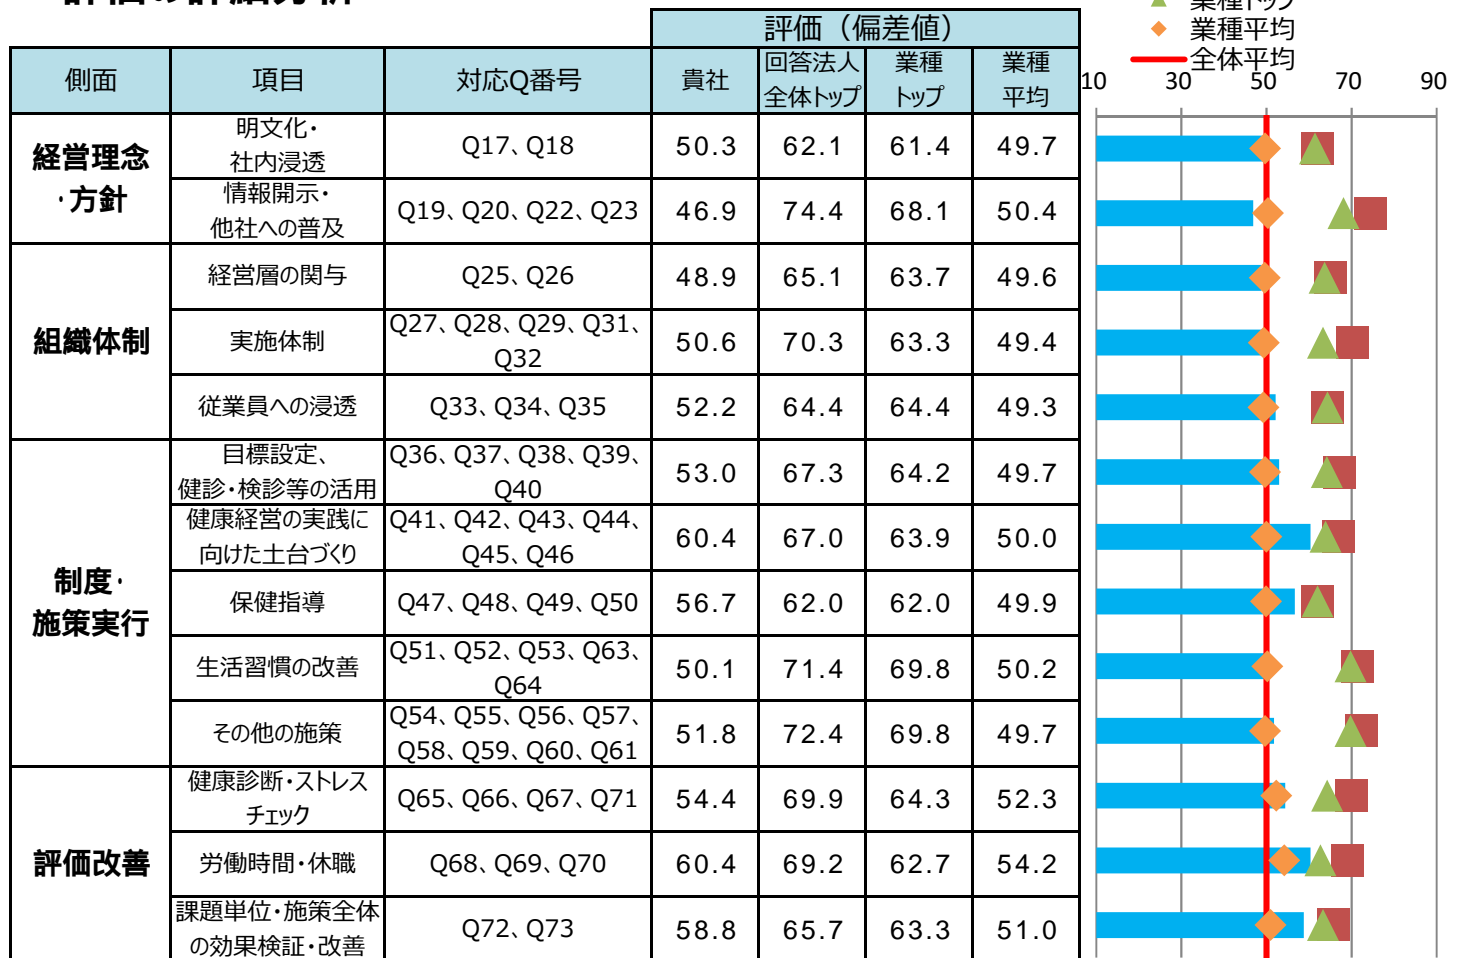 評価の詳細分析
業種トップ
業種平均
全体平均
評価（偏差値）
側面 項目 対応Q番号 貴社 回答法人全体トップ 業種トップ 業種平均
10 30 50 70 90
経営理念・方針
明文化・社内浸透 Q17、Q18 50.3 62.1 61.4 49.7
情報開示・他社への普及 Q19、Q20、Q22、Q23 46.9 74.4 68.1 50.4
組織体制
経営層の関与 Q25、Q26 48.9 65.1 63.7 49.6
実施体制 Q27、Q28、Q29、Q31、Q32 50.6 70.3 63.3 49.4
従業員への浸透 Q33、Q34、Q35 52.2 64.4 64.4 49.3
制度・施策実行
目標設定、健診・検診等の活用 Q36、Q37、Q38、Q39、Q40 53.0 67.3 64.2 49.7
健康経営の実践に向けた土台づくり Q41、Q42、Q43、Q44、Q45、Q46 60.4 67.0 63.9 50.0
保健指導 Q47、Q48、Q49、Q50 56.7 62.0 62.0 49.9
生活習慣の改善 Q51、Q52、Q53、Q63、Q64 50.1 71.4 69.8 50.2
その他の施策 Q54、Q55、Q56、Q57、Q58、Q59、Q60、Q61 51.8 72.4 69.8 49.7
評価改善
健康診断・ストレスチェック Q65、Q66、Q67、Q71 54.4 69.9 64.3 52.3
労働時間・休職 Q68、Q69、Q70 60.4 69.2 62.7 54.2
課題単位・施策全体の効果検証・改善 Q72、Q73 58.8 65.7 63.3 51.0